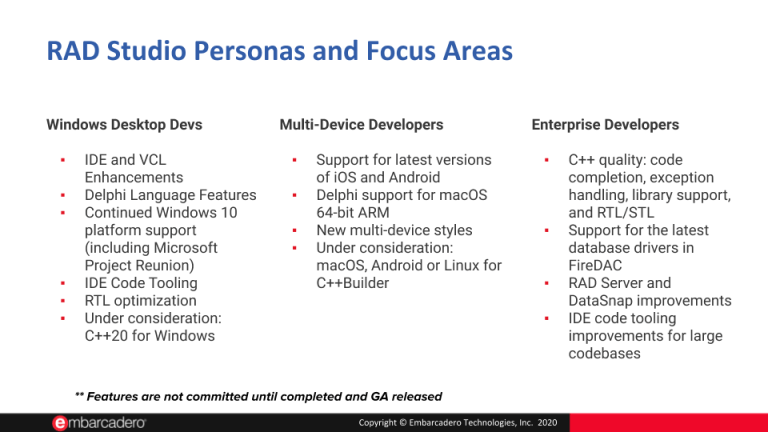 RAD Studio Personas and Focus Areas
Windows Desktop Devs
▪ IDE and VCL
Enhancements
▪ Delphi Language Features
▪ Continued Windows 10
platform support
(including Microsoft
Project Reunion)
▪ IDE Code Tooling
▪ RTL optimization
▪ Under consideration:
C++20 for Windows
Multi-Device Developers
▪ Support for latest versions
of iOS and Android
▪ Delphi support for macOS
64-bit ARM
▪ New multi-device styles
▪ Under consideration:
macOS, Android or Linux for
C++Builder
Enterprise Developers
▪ C++ quality: code
completion, exception
handling, library support,
and RTL/STL
▪ Support for the latest
database drivers in
FireDAC
▪ RAD Server and
DataSnap improvements
▪ IDE code tooling
improvements for large
codebases
** Features are not committed until completed and GA released
embarcadero
Copyright © Embarcadero Technologies, Inc. 2020